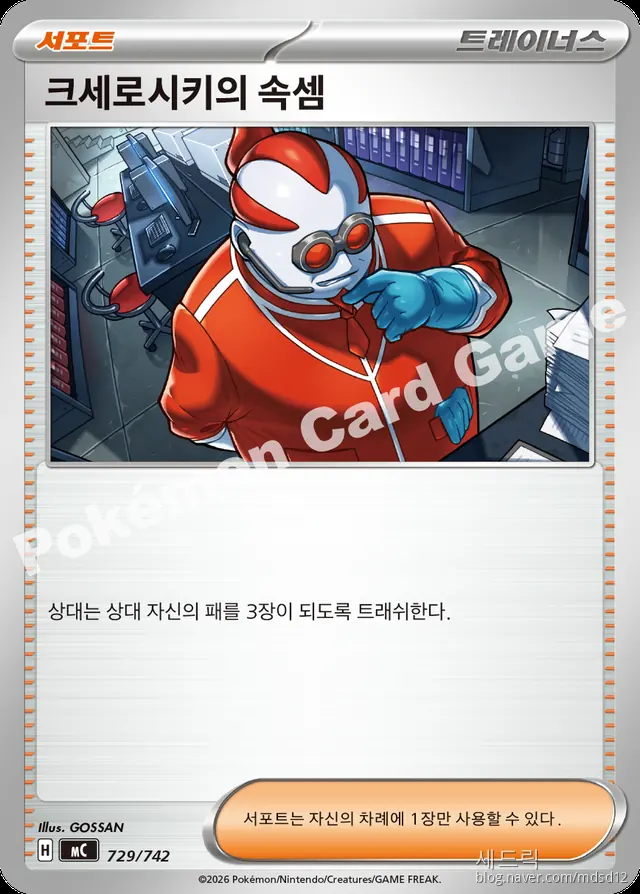 서포트
트레이너스
크세로시키의 속셈
Pokémon Card Game
상대는 상대 자신의 패를 3장이 되도록 트래쉬한다.
서포트는 자신의 차례에 1장만 사용할 수 있다.
Illus. GOSSAN
H MC 729/742
©2026 Pokémon/Nintendo/Creatures/GAME FREAK.
세드릭
blog.naver.com/mdsd12